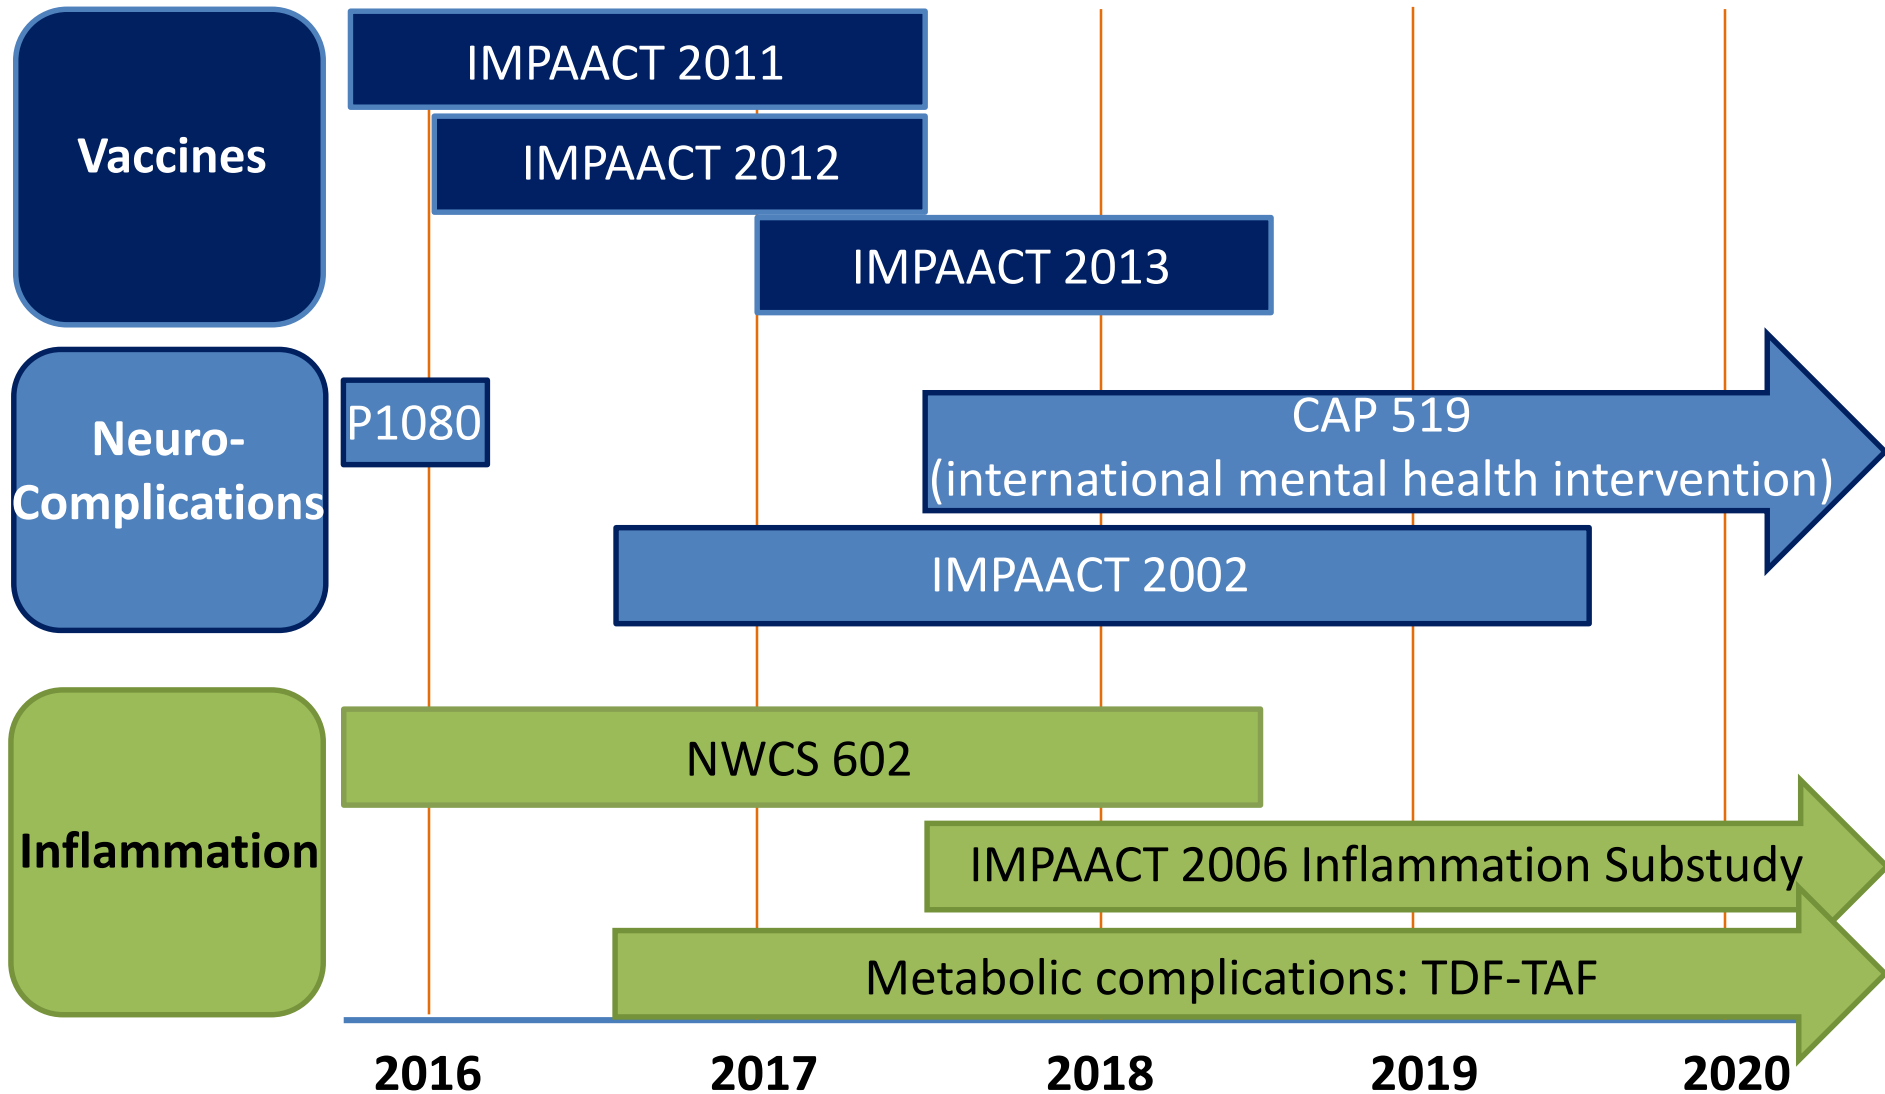 Vaccines
IMPAACT 2011
IMPAACT 2012
IMPAACT 2013
Neuro-
Complications
P1080
CAP 519
(international mental health intervention)
IMPAACT 2002
Inflammation
NWCS 602
IMPAACT 2006 Inflammation Substudy
Metabolic complications: TDF-TAF
2016 2017 2018 2019 2020